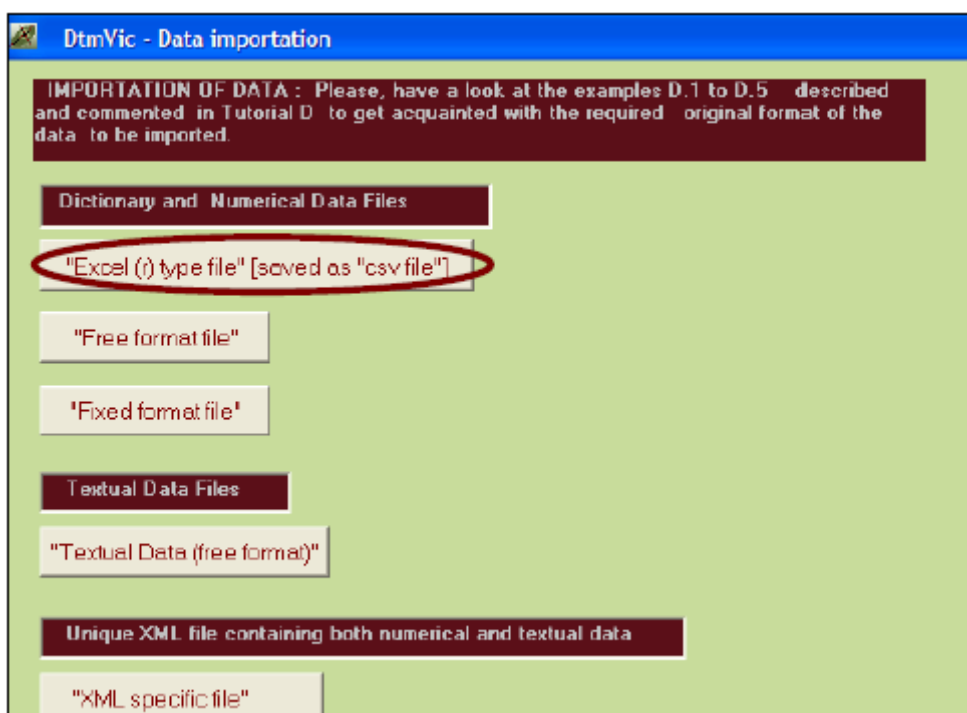 DtmVic - Data importation
IMPORTATION OF DATA : Please, have a look at the examples D.1 to D.5 described
and commented in Tutorial D to get acquainted with the required original format of the
data to be imported.
Dictionary and Numerical Data Files
"Excel (r) type file" [saved as "csv file"]
"Free format file"
"Fixed format file"
Textual Data Files
"Textual Data (free format)"
Unique XML file containing both numerical and textual data
"XML specific file"